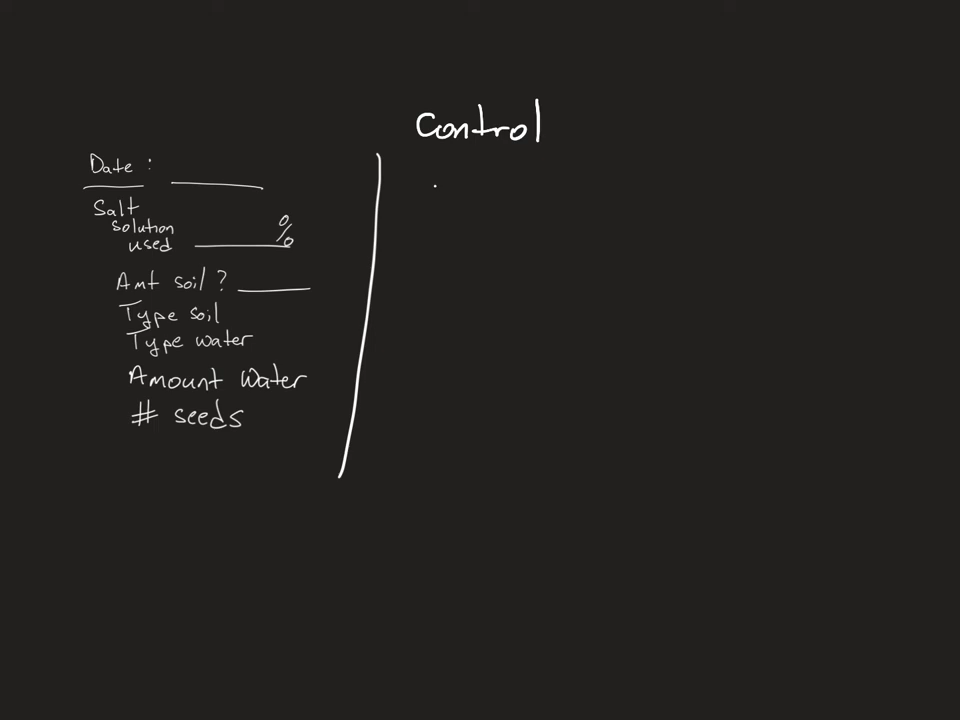 Control
Date :
Salt
solution
used %
Amt soil ?
Type soil
Type water
Amount Water
# seeds